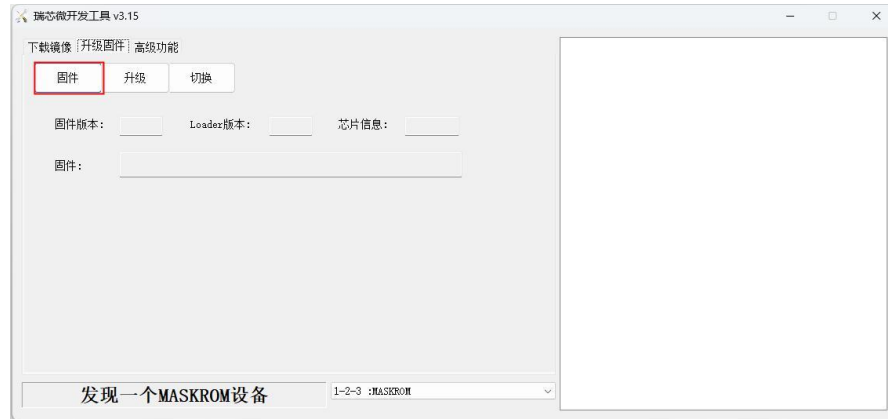 瑞芯微开发工具 v3.15
下载镜像 升级固件 高级功能
固件 升级 切换
固件版本: Loader版本: 芯片信息:
固件:
发现一个MASKROM设备 1-2-3 :MASKROM